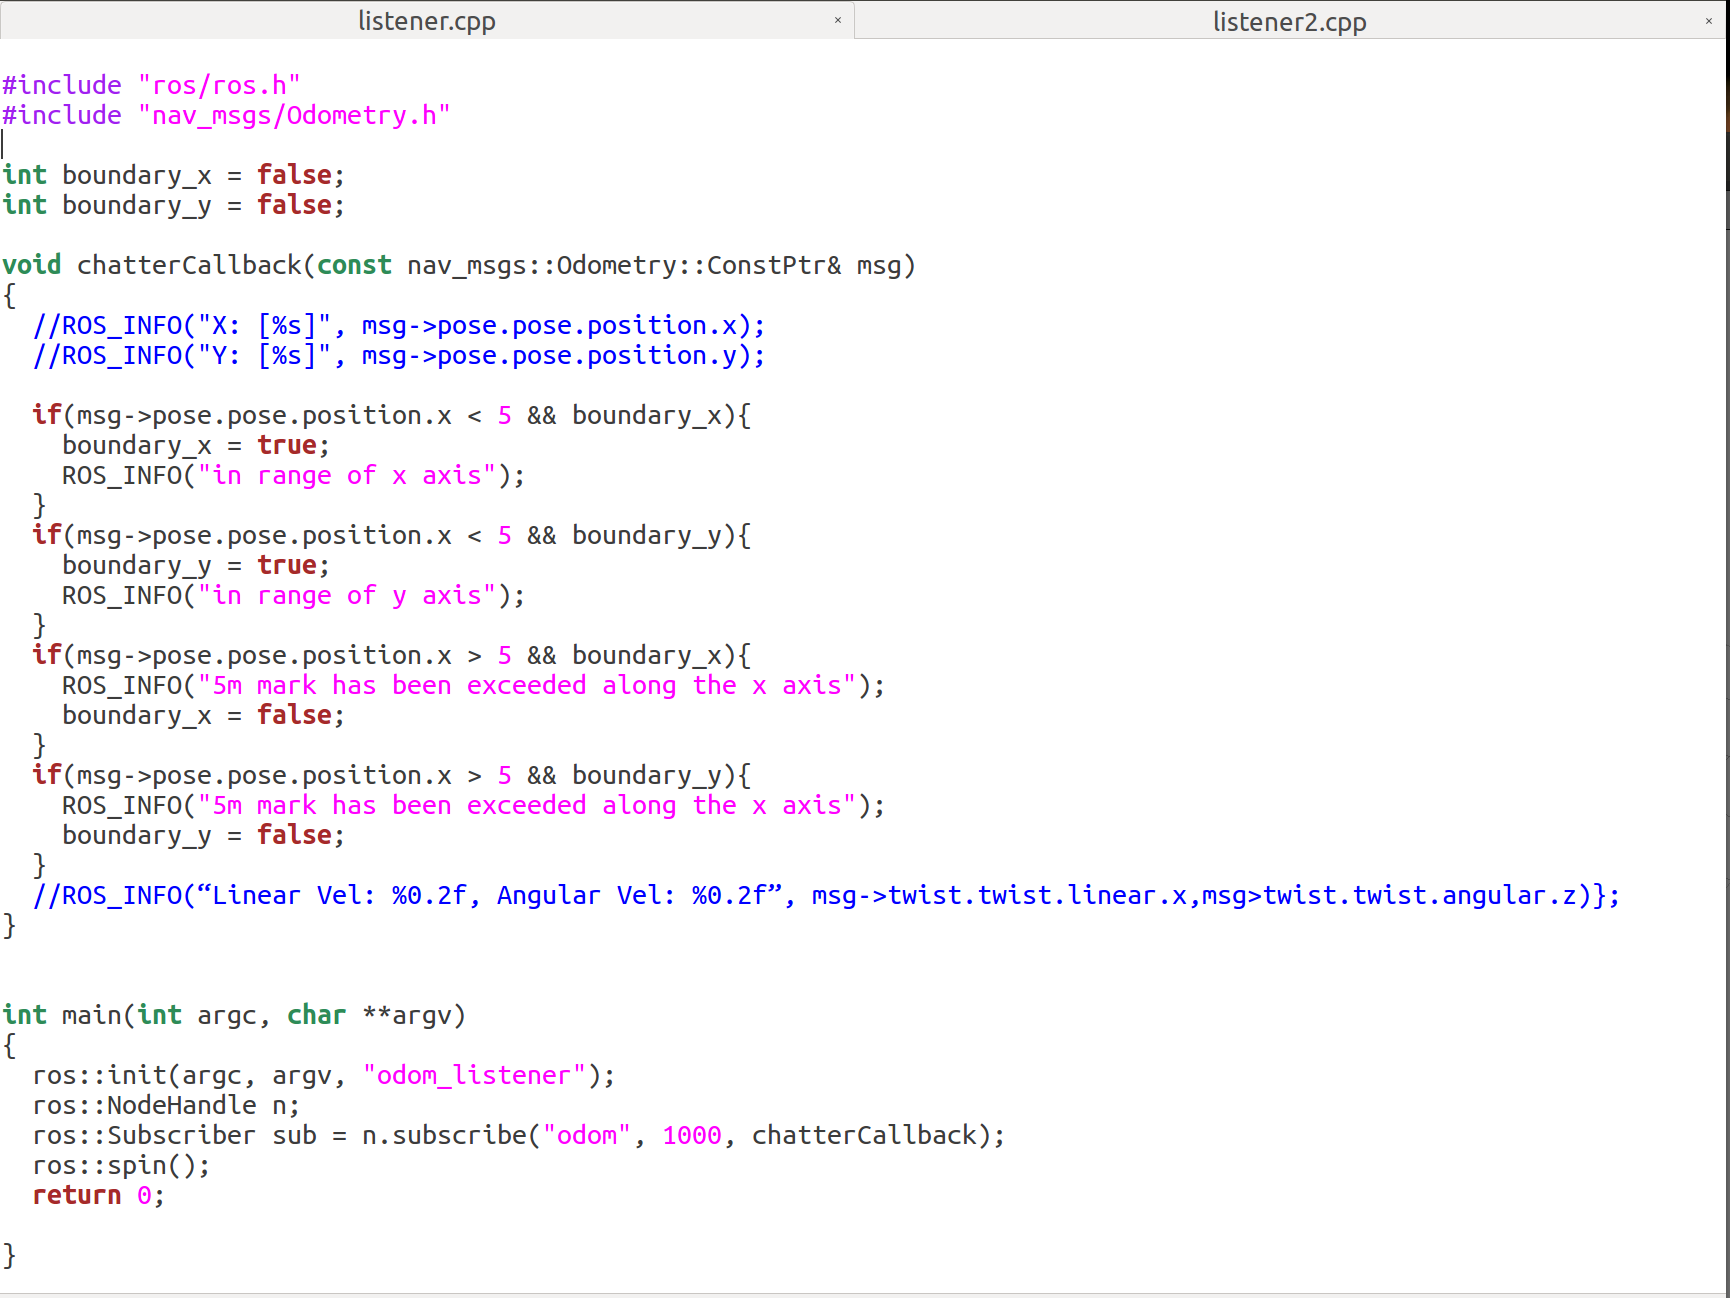 listener.cpp × listener2.cpp ×
#include "ros/ros.h"
#include "nav_msgs/Odometry.h"
int boundary_x = false;
int boundary_y = false;
void chatterCallback(const nav_msgs::Odometry::ConstPtr& msg)
{
  //ROS_INFO("X: [%s]", msg->pose.pose.position.x);
  //ROS_INFO("Y: [%s]", msg->pose.pose.position.y);
  if(msg->pose.pose.position.x < 5 && boundary_x){
    boundary_x = true;
    ROS_INFO("in range of x axis");
  }
  if(msg->pose.pose.position.x < 5 && boundary_y){
    boundary_y = true;
    ROS_INFO("in range of y axis");
  }
  if(msg->pose.pose.position.x > 5 && boundary_x){
    ROS_INFO("5m mark has been exceeded along the x axis");
    boundary_x = false;
  }
  if(msg->pose.pose.position.x > 5 && boundary_y){
    ROS_INFO("5m mark has been exceeded along the x axis");
    boundary_y = false;
  }
  //ROS_INFO(“Linear Vel: %0.2f, Angular Vel: %0.2f”, msg->twist.twist.linear.x,msg>twist.twist.angular.z)};
}
int main(int argc, char **argv)
{
  ros::init(argc, argv, "odom_listener");
  ros::NodeHandle n;
  ros::Subscriber sub = n.subscribe("odom", 1000, chatterCallback);
  ros::spin();
  return 0;
}